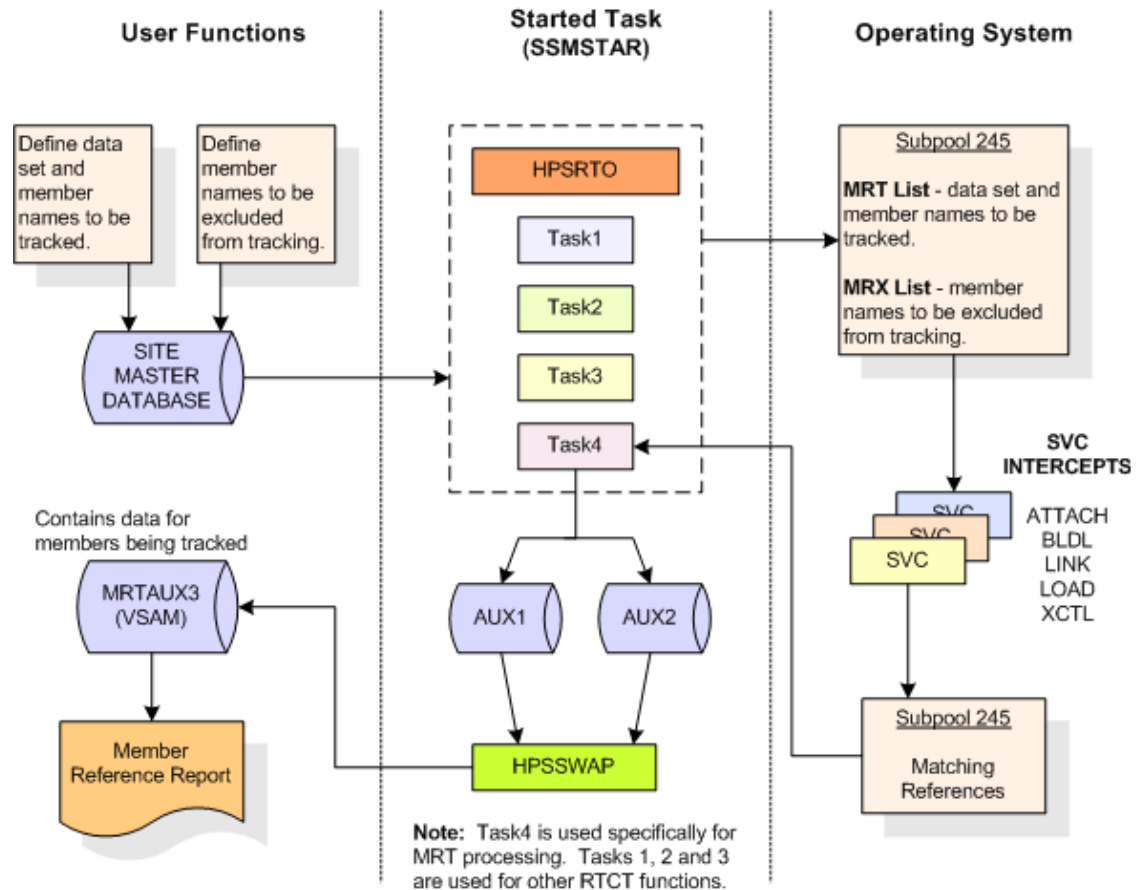 User Functions
Started Task
(SSMSTAR)
Operating System
Define data
set and
member
names to be
tracked.
Define
member
names to be
excluded
from tracking.
SITE
MASTER
DATABASE
HPSRTO
Task1
Task2
Task3
Task4
Subpool 245
MRT List - data set and
member names to be
tracked.
MRX List - member
names to be excluded
from tracking.
SVC
INTERCEPTS
ATTACH
BLDL
LINK
LOAD
XCTL
SVC
SVC
SVC
Contains data for
members being tracked
MRTAUX3
(VSAM)
AUX1
AUX2
Member
Reference Report
HPSSWAP
Subpool 245
Matching
References
Note: Task4 is used specifically for
MRT processing. Tasks 1, 2 and 3
are used for other RTCT functions.